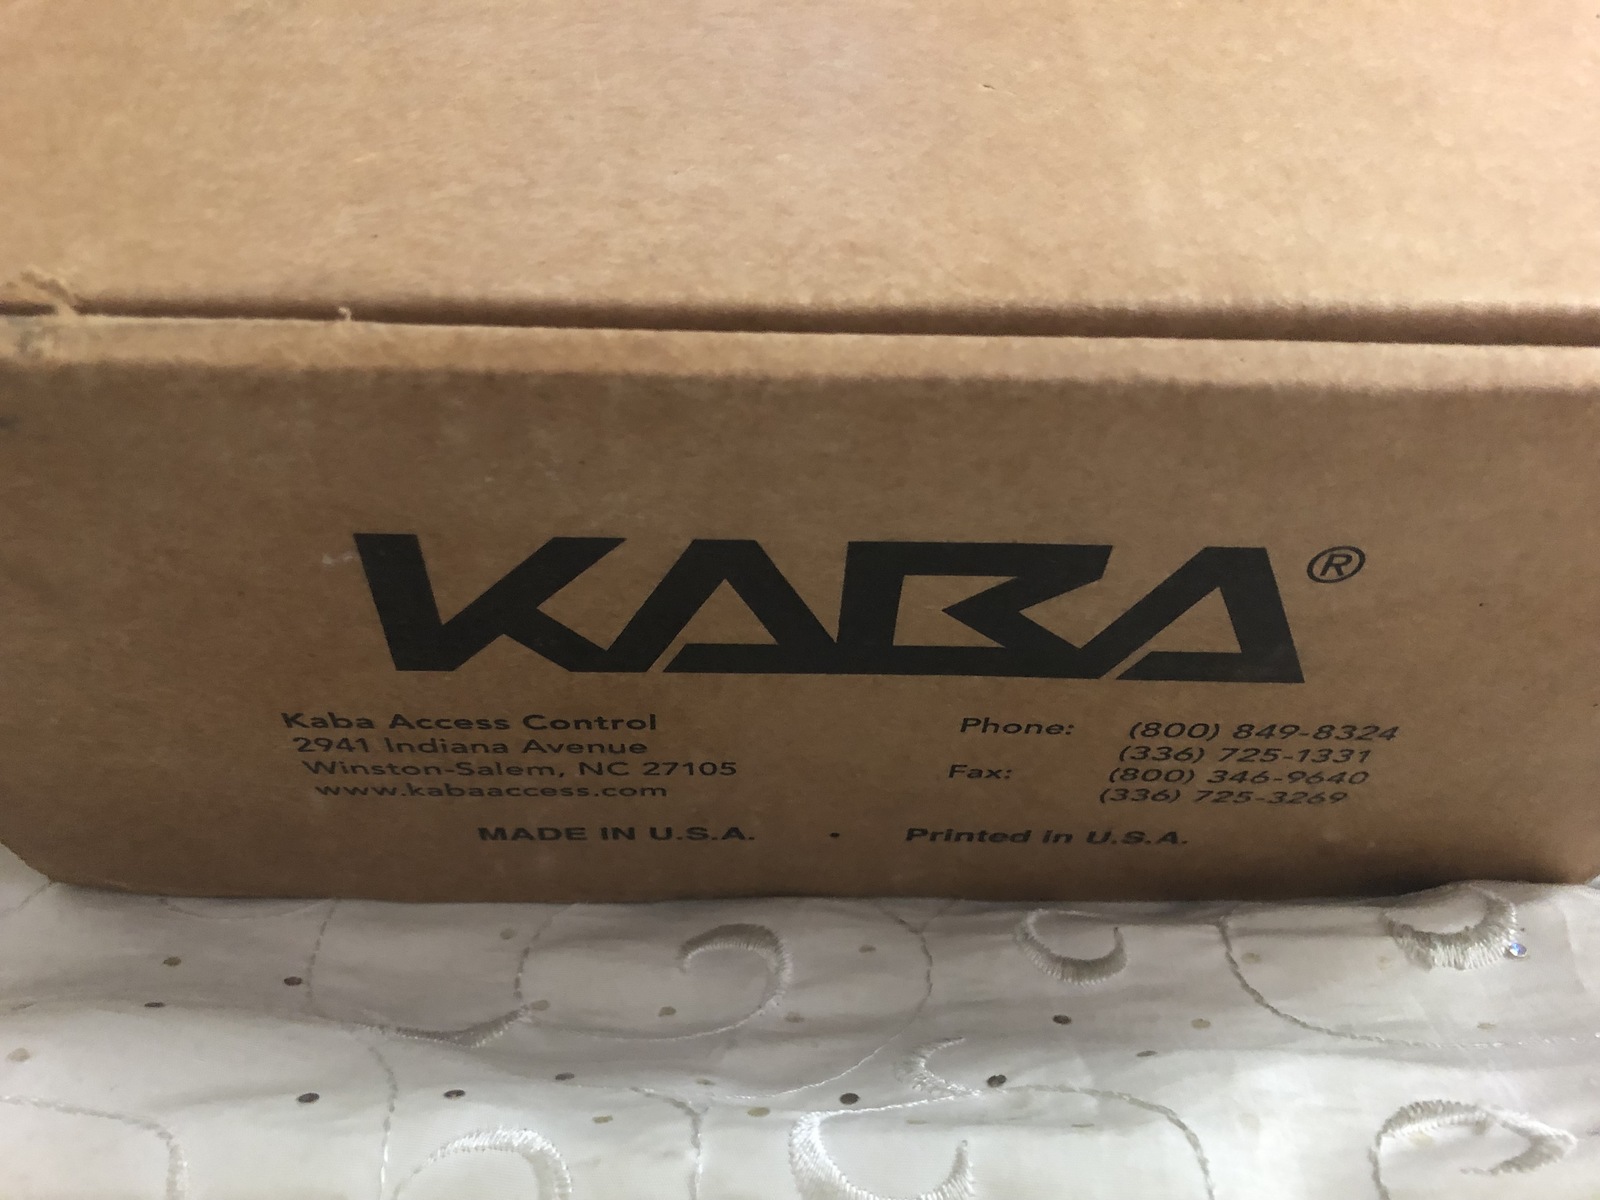 KABA®
Kaba Access Control
2941 Indiana Avenue
Winston-Salem, NC 27105
www.kabaaccess.com
Phone: (800) 849-8324
(336) 725-1331
Fax: (800) 346-9640
(336) 725-3269
MADE IN U.S.A. • Printed in U.S.A.